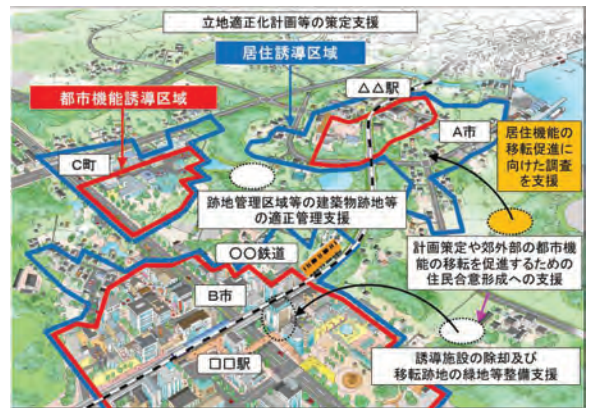 立地適正化計画等の策定支援
居住誘導区域
都市機能誘導区域
△△駅
A市
居住機能の
移転促進に
向けた調査
を支援
C町
跡地管理区域等の建築物跡地等
の適正管理支援
〇〇鉄道
計画策定や郊外部の都市機
能の移転を促進するための
住民合意形成への支援
B市
□□駅
誘導施設の除却及び
移転跡地の緑地等整備支援